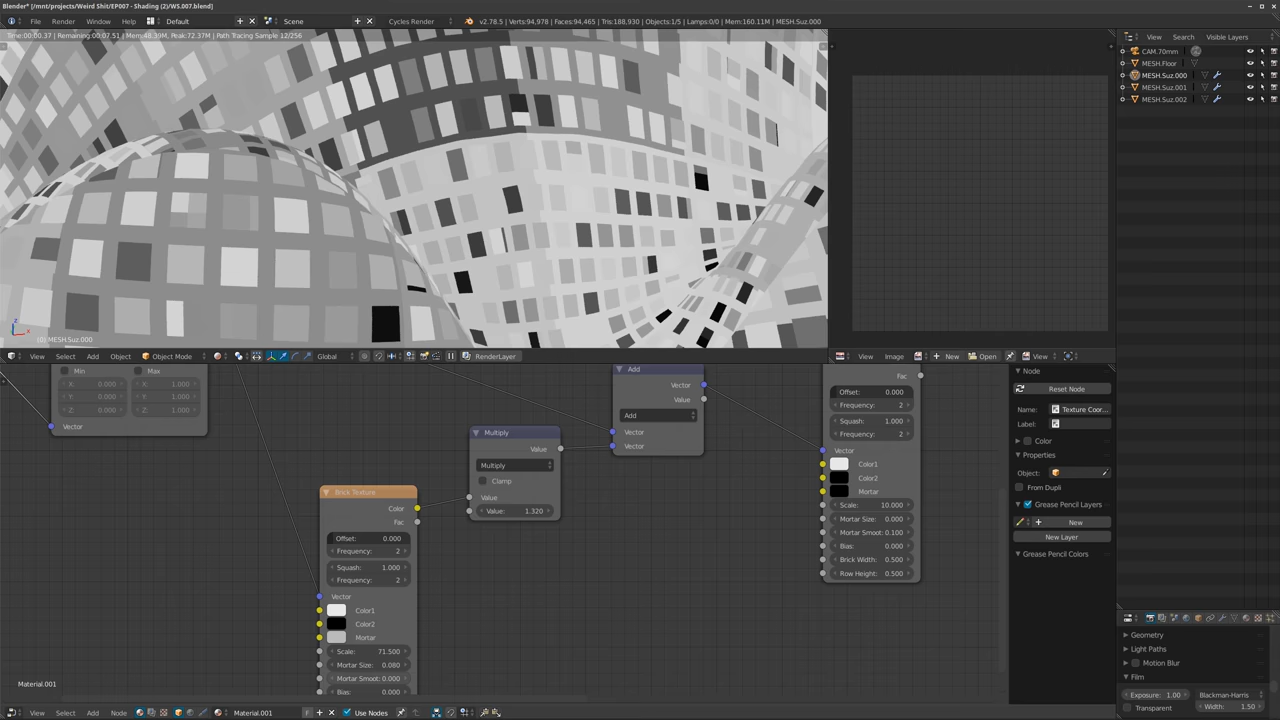 Blender* [/mnt/projects/Weird Shit/EP007 - Shading (2)/WS.007.blend]
File Render Window Help Default Scene Cycles Render v2.78.5 | Verts:94,978 | Faces:94,465 | Tris:188,930 | Objects:1/5 | Lamps:0/0 | Mem:160.11M | MESH.Suz.000
Time:00:00.37 | Remaining:00:07.51 | Mem:48.39M, Peak:72.37M | Path Tracing Sample 12/256
View Search Visible Layers
CAM.70mm
MESH.Floor
MESH.Suz.000
MESH.Suz.001
MESH.Suz.002
(0) MESH.Suz.000
View Select Add Object Object Mode Global RenderLayer
View Image New Open View
Min Max
X: 0.000 X: 1.000
Y: 0.000 Y: 1.000
Z: 0.000 Z: 1.000
Vector
Brick Texture
Color
Fac
Offset: 0.000
Frequency: 2
Squash: 1.000
Frequency: 2
Vector
Color1
Color2
Mortar
Scale: 71.500
Mortar Size: 0.080
Mortar Smoot: 0.000
Bias: 0.000
Multiply
Value
Multiply
Clamp
Value
Value: 1.320
Add
Vector
Value
Add
Vector
Vector
Fac
Offset: 0.000
Frequency: 2
Squash: 1.000
Frequency: 2
Vector
Color1
Color2
Mortar
Scale: 10.000
Mortar Size: 0.000
Mortar Smoot: 0.100
Bias: 0.000
Brick Width: 0.500
Row Height: 0.500
Node
Reset Node
Name: Texture Coor...
Label:
Color
Properties
Object:
From Dupli
Grease Pencil Layers
New
New Layer
Grease Pencil Colors
Geometry
Light Paths
Motion Blur
Film
Exposure: 1.00 Blackman-Harris
Transparent Width: 1.50
Material.001
View Select Add Node Material.001 F Use Nodes